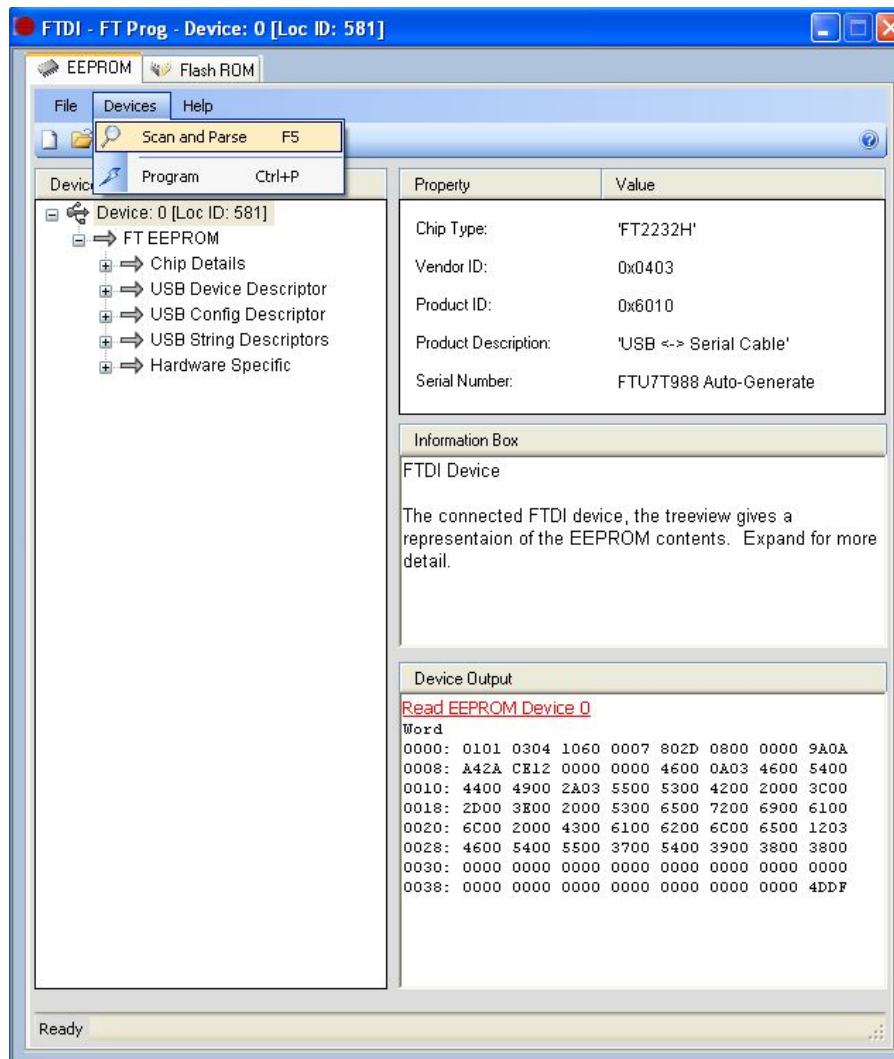 FTDI - FT Prog - Device: 0 [Loc ID: 581]
EEPROM Flash ROM
File Devices Help
Scan and Parse F5
Program Ctrl+P
Device: 0 [Loc ID: 581]
FT EEPROM
Chip Details
USB Device Descriptor
USB Config Descriptor
USB String Descriptors
Hardware Specific
Property Value
Chip Type: 'FT2232H'
Vendor ID: 0x0403
Product ID: 0x6010
Product Description: 'USB <-> Serial Cable'
Serial Number: FTU7T988 Auto-Generate
Information Box
FTDI Device
The connected FTDI device, the treeview gives a
representaion of the EEPROM contents. Expand for more
detail.
Device Output
Read EEPROM Device 0
Word
0000: 0101 0304 1060 0007 802D 0800 0000 9A0A
0008: A42A CE12 0000 0000 4600 0A03 4600 5400
0010: 4400 4900 2A03 5500 5300 4200 2000 3C00
0018: 2D00 3E00 2000 5300 6500 7200 6900 6100
0020: 6C00 2000 4300 6100 6200 6C00 6500 1203
0028: 4600 5400 5500 3700 5400 3900 3800 3800
0030: 0000 0000 0000 0000 0000 0000 0000 0000
0038: 0000 0000 0000 0000 0000 0000 0000 4DDF
Ready